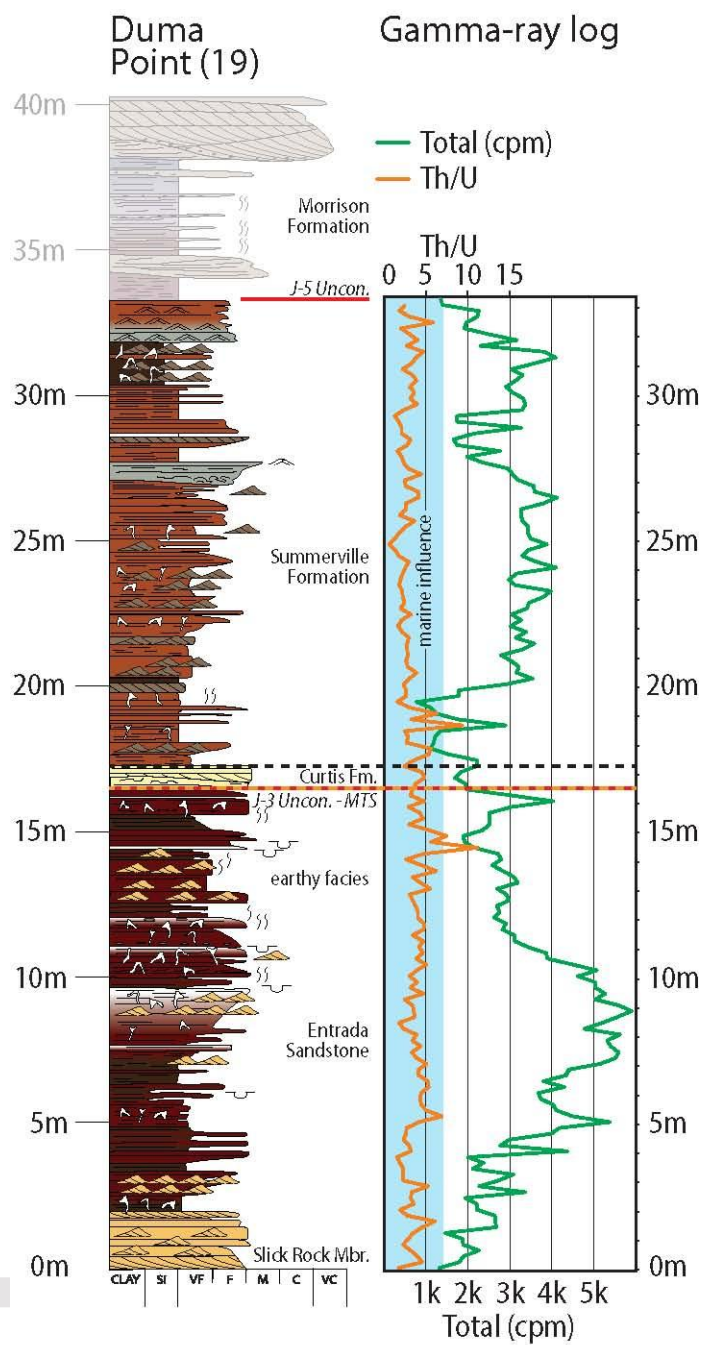 Duma
Point (19)
Gamma-ray log
Total (cpm)
Th/U
Th/U
0 5 10 15
40m
35m
30m
25m
20m
15m
10m
5m
0m
Morrison
Formation
J-5 Uncon.
Summerville
Formation
marine influence
Curtis Fm.
J-3 Uncon. - MTS
earthy facies
Entrada
Sandstone
Slick Rock Mbr.
30m
25m
20m
15m
10m
5m
0m
CLAY SI VF F M C VC
1k 2k 3k 4k 5k
Total (cpm)